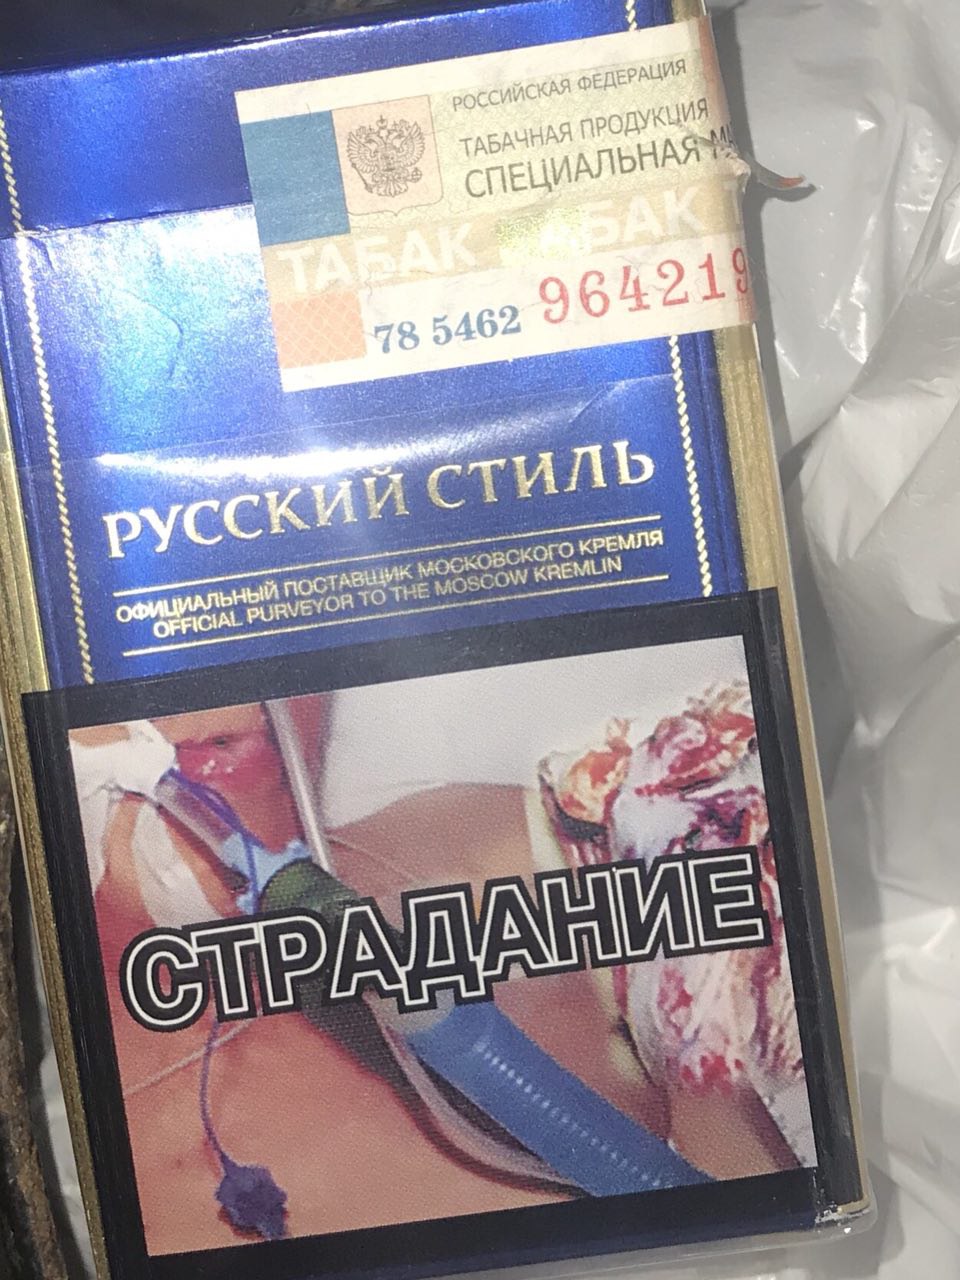 РОССИЙСКАЯ ФЕДЕРАЦИЯ
ТАБАЧНАЯ ПРОДУКЦИЯ
СПЕЦИАЛЬНАЯ
ТАБАК ТАБАК
78 5462 964219
РУССКИЙ СТИЛЬ
ОФИЦИАЛЬНЫЙ ПОСТАВЩИК МОСКОВСКОГО КРЕМЛЯ
OFFICIAL PURVEYOR TO THE MOSCOW KREMLIN
СТРАДАНИЕ